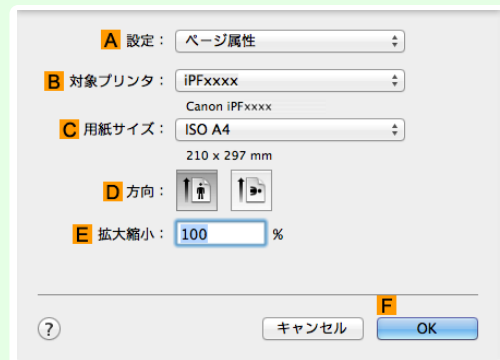 A 設定： ページ属性
B 対象プリンタ： iPFxxxx
Canon iPFxxxx
C 用紙サイズ： ISO A4
210 x 297 mm
D 方向：
E 拡大縮小： 100 %
F
? キャンセル OK